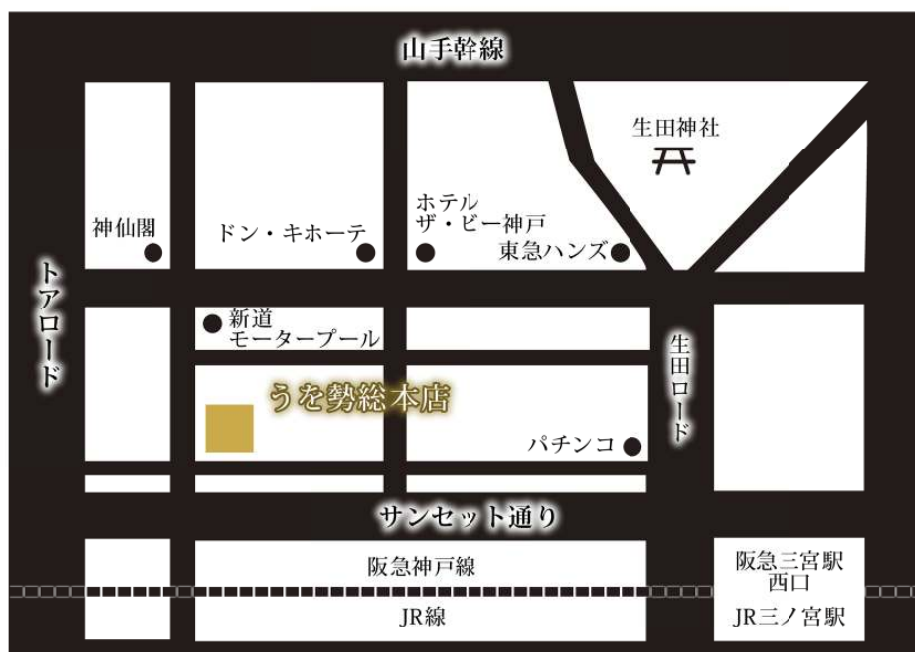 山手幹線
生田神社
神仙閣
ドン・キホーテ
ホテル
ザ・ビー神戸
東急ハンズ
トアロード
新道
モータープール
生田ロード
うを勢総本店
パチンコ
サンセット通り
阪急神戸線
JR線
阪急三宮駅
西口
JR三ノ宮駅